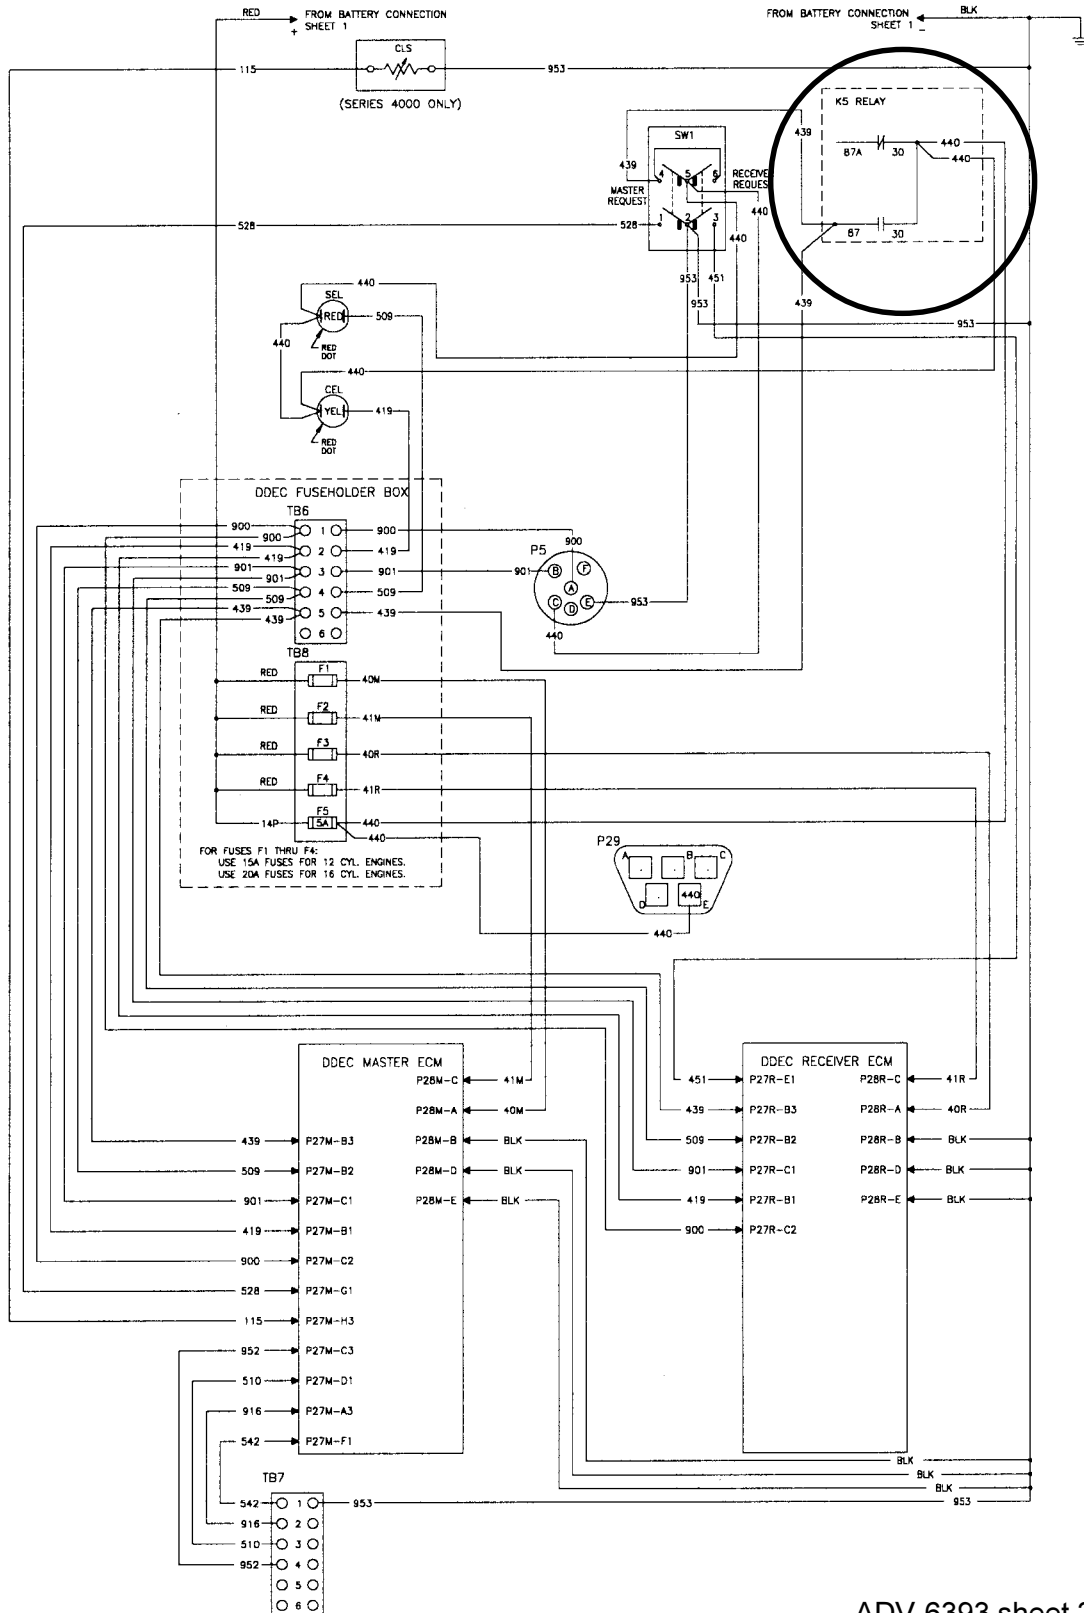 RED
FROM BATTERY CONNECTION
+ SHEET 1
FROM BATTERY CONNECTION
SHEET 1 -
BLK
CLS
115
953
(SERIES 4000 ONLY)
K5 RELAY
439
440
87A
30
440
87
30
439
SW1
439
4
5
6
MASTER
REQUEST
RECEIVE
REQUES
440
528
528
1
2
3
440
953
451
953
953
440
SEL
RED
509
440
RED
DOT
440
CEL
YEL
419
RED
DOT
DDEC FUSEHOLDER BOX
TB6
900
900
1
900
419
419
2
419
901
901
3
901
509
509
4
509
439
439
5
439
6
P5
900
901
B
F
A
C
D
E
953
440
TB8
RED
F1
40M
RED
F2
41M
RED
F3
40R
RED
F4
41R
14P
F5
5A
440
440
FOR FUSES F1 THRU F4:
USE 15A FUSES FOR 12 CYL. ENGINES.
USE 20A FUSES FOR 16 CYL. ENGINES.
P29
A
B
C
D
440
E
440
DDEC MASTER ECM
P28M-C
41M
P28M-A
40M
439
P27M-B3
P28M-B
BLK
509
P27M-B2
P28M-D
BLK
901
P27M-C1
P28M-E
BLK
419
P27M-B1
900
P27M-C2
528
P27M-G1
115
P27M-H3
952
P27M-C3
510
P27M-D1
916
P27M-A3
542
P27M-F1
DDEC RECEIVER ECM
451
P27R-E1
P28R-C
41R
439
P27R-B3
P28R-A
40R
509
P27R-B2
P28R-B
BLK
901
P27R-C1
P28R-D
BLK
419
P27R-B1
P28R-E
BLK
900
P27R-C2
BLK
BLK
BLK
953
TB7
542
1
953
916
2
510
3
952
4
5
6
ADV-6393 sheet